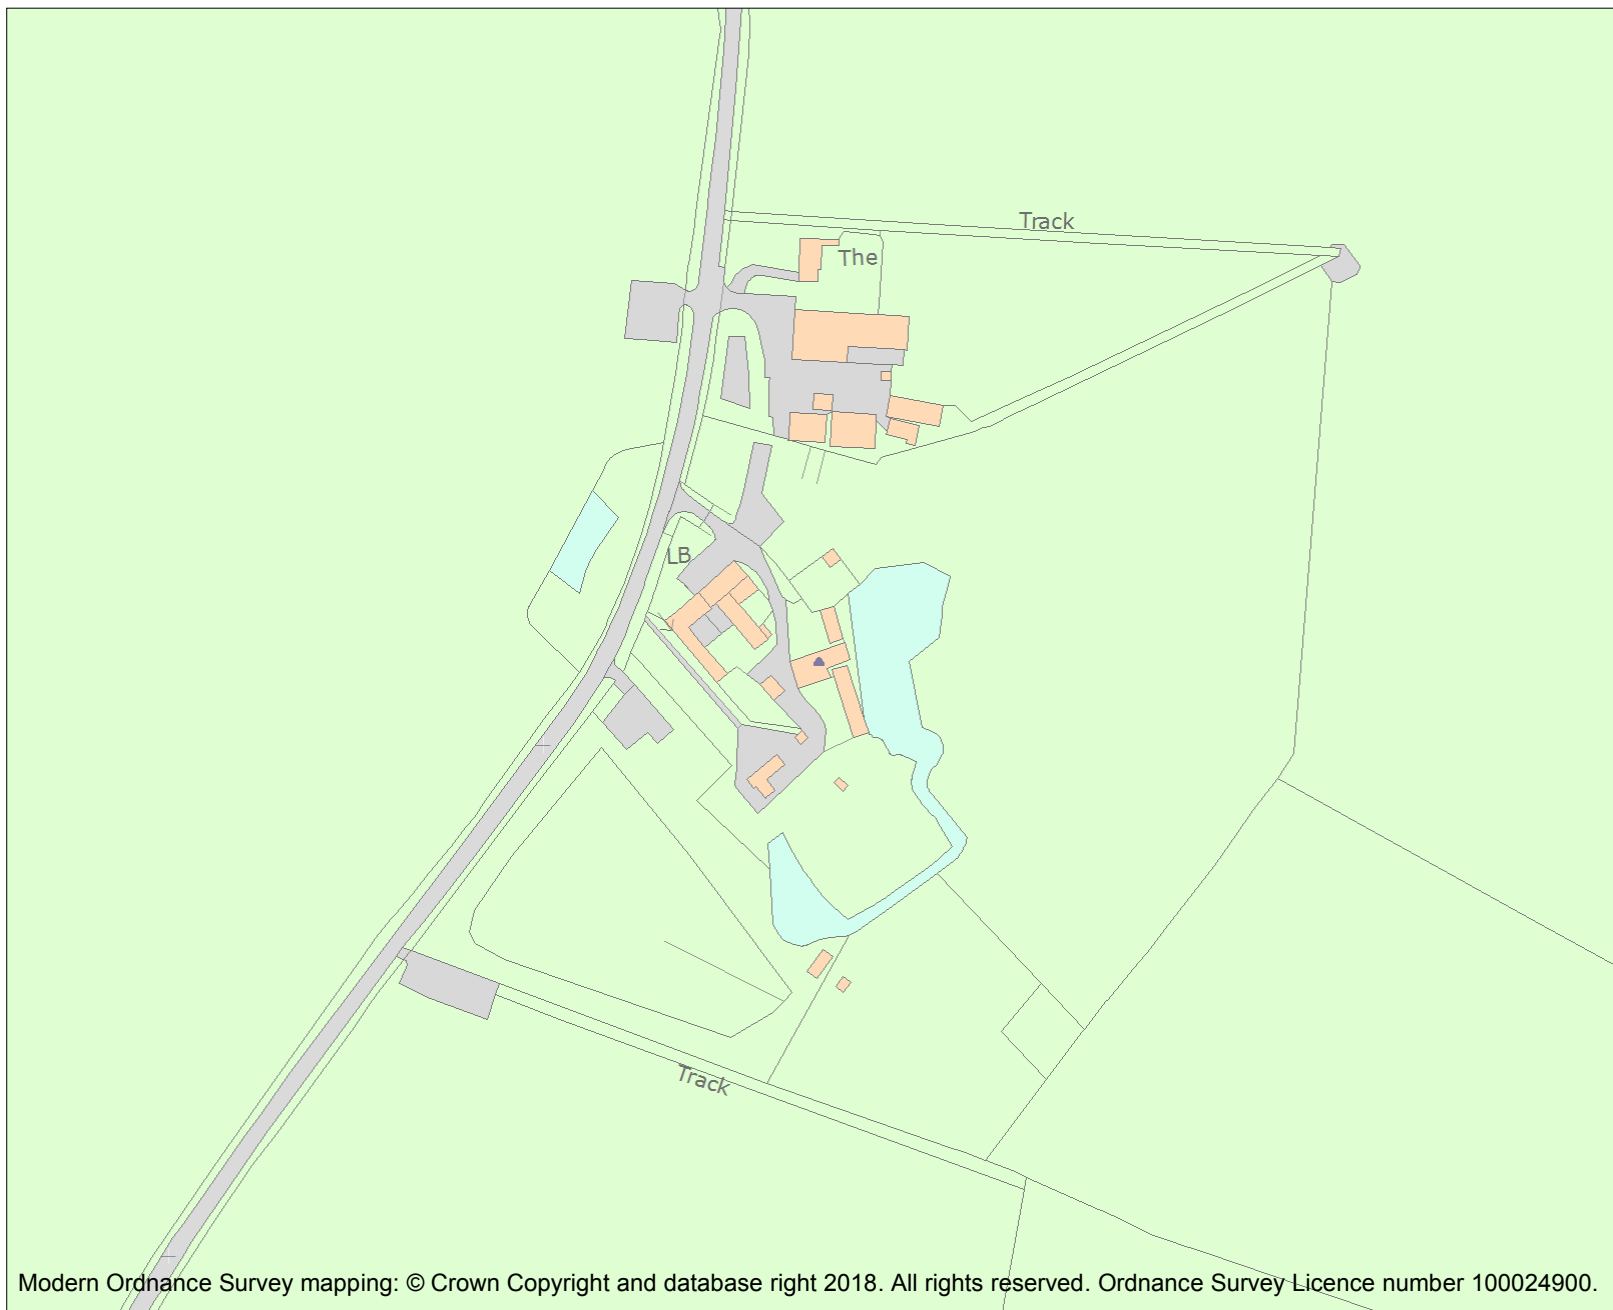 Track
The
LB
Track
Modern Ordnance Survey mapping: © Crown Copyright and database right 2018. All rights reserved. Ordnance Survey Licence number 100024900.